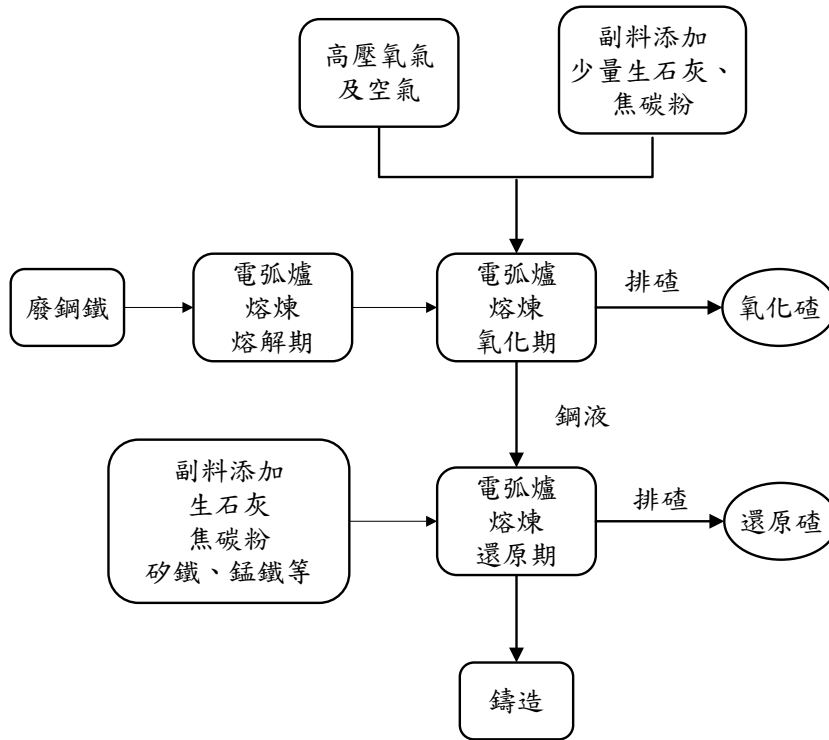 高壓氧氣
及空氣
副料添加
少量生石灰、
焦碳粉
廢鋼鐵
電弧爐
熔煉
熔解期
電弧爐
熔煉
氧化期
排碴
氧化碴
鋼液
副料添加
生石灰
焦碳粉
矽鐵、錳鐵等
電弧爐
熔煉
還原期
排碴
還原碴
鑄造